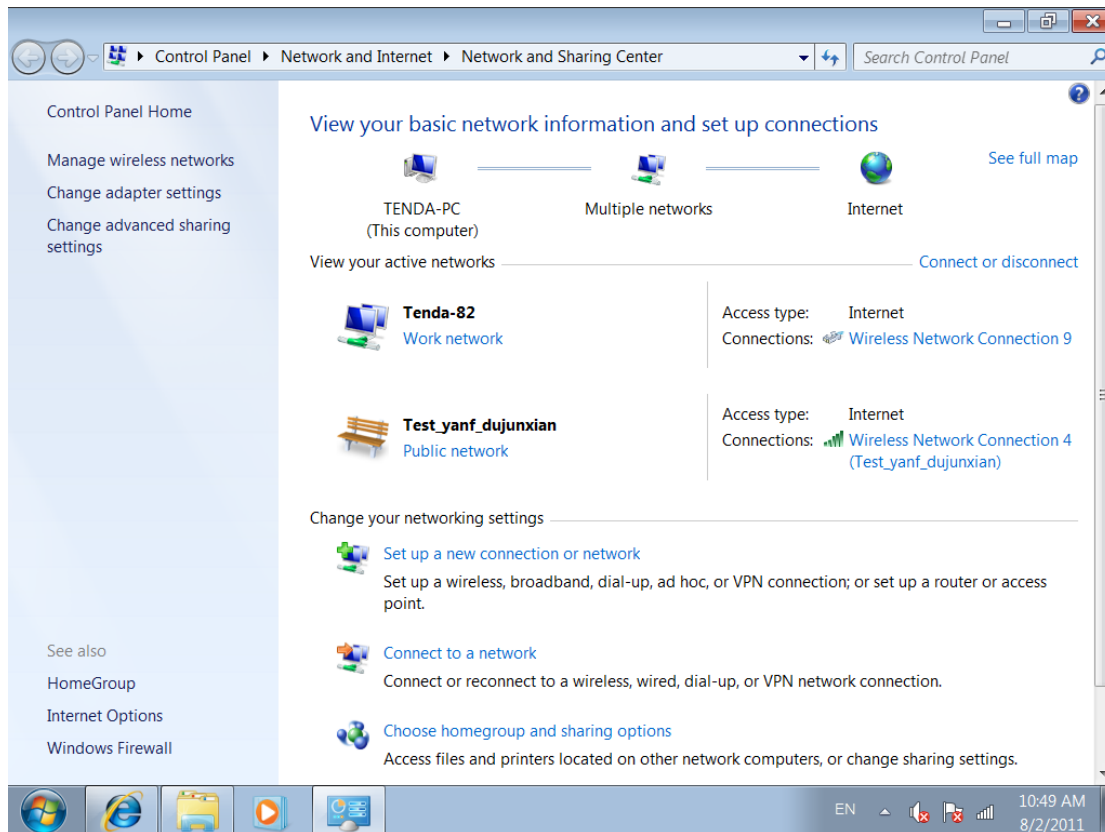 Control Panel ▸ Network and Internet ▸ Network and Sharing Center
Search Control Panel
Control Panel Home
Manage wireless networks
Change adapter settings
Change advanced sharing
settings
See also
HomeGroup
Internet Options
Windows Firewall
View your basic network information and set up connections
See full map
TENDA-PC
(This computer)
Multiple networks
Internet
View your active networks
Connect or disconnect
Tenda-82
Work network
Access type: Internet
Connections: Wireless Network Connection 9
Test_yanf_dujunxian
Public network
Access type: Internet
Connections: Wireless Network Connection 4
(Test_yanf_dujunxian)
Change your networking settings
Set up a new connection or network
Set up a wireless, broadband, dial-up, ad hoc, or VPN connection; or set up a router or access
point.
Connect to a network
Connect or reconnect to a wireless, wired, dial-up, or VPN network connection.
Choose homegroup and sharing options
Access files and printers located on other network computers, or change sharing settings.
EN
10:49 AM
8/2/2011